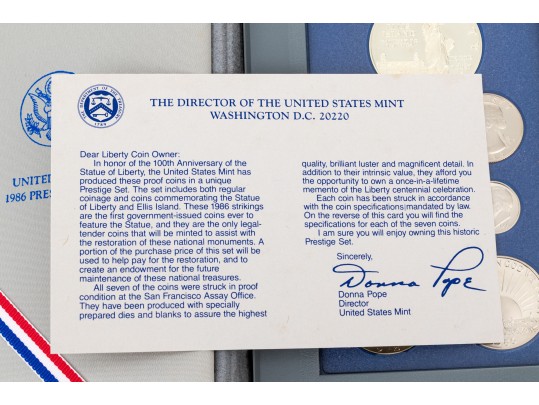 THE DIRECTOR OF THE UNITED STATES MINT
WASHINGTON D.C. 20220
Dear Liberty Coin Owner:
In honor of the 100th Anniversary of the
Statue of Liberty, the United States Mint has
produced these proof coins in a unique
Prestige Set. The set includes both regular
coinage and coins commemorating the Statue
of Liberty and Ellis Island. These 1986 strikings
are the first government-issued coins ever to
feature the Statue, and they are the only legal-
tender coins that will be minted to assist with
the restoration of these national monuments. A
portion of the purchase price of this set will be
used to help pay for the restoration, and to
create an endowment for the future
maintenance of these national treasures.
All seven of the coins were struck in proof
condition at the San Francisco Assay Office.
They have been produced with specially
prepared dies and blanks to assure the highest
quality, brilliant luster and magnificent detail. In
addition to their intrinsic value, they afford you
the opportunity to own a once-in-a-lifetime
memento of the Liberty centennial celebration.
Each coin has been struck in accordance
with the coin specifications mandated by law.
On the reverse of this card you will find the
specifications for each of the seven coins.
I am sure you will enjoy owning this historic
Prestige Set.
Sincerely,
Donna Pope
Donna Pope
Director
United States Mint
UNITED
1986 PRES